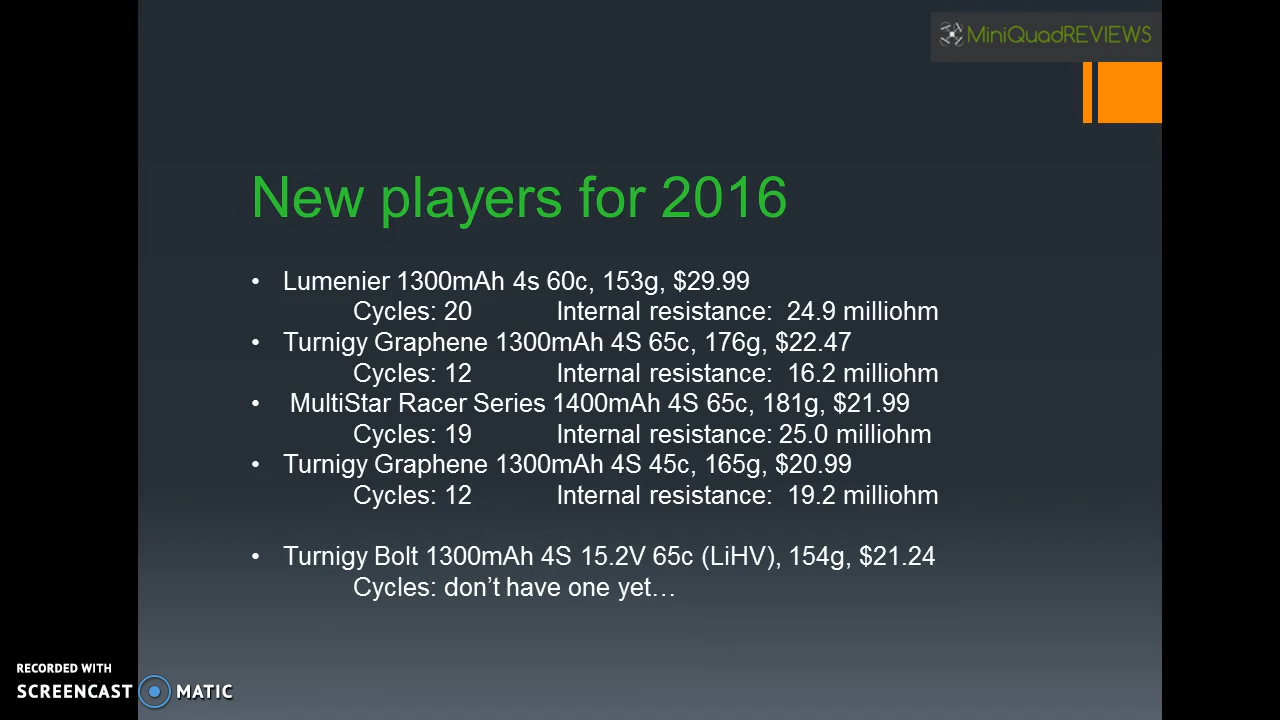 MiniQuadREVIEWS
New players for 2016
• Lumenier 1300mAh 4s 60c, 153g, $29.99
Cycles: 20 Internal resistance: 24.9 milliohm
• Turnigy Graphene 1300mAh 4S 65c, 176g, $22.47
Cycles: 12 Internal resistance: 16.2 milliohm
• MultiStar Racer Series 1400mAh 4S 65c, 181g, $21.99
Cycles: 19 Internal resistance: 25.0 milliohm
• Turnigy Graphene 1300mAh 4S 45c, 165g, $20.99
Cycles: 12 Internal resistance: 19.2 milliohm
• Turnigy Bolt 1300mAh 4S 15.2V 65c (LiHV), 154g, $21.24
Cycles: don’t have one yet…
RECORDED WITH
SCREENCAST MATIC